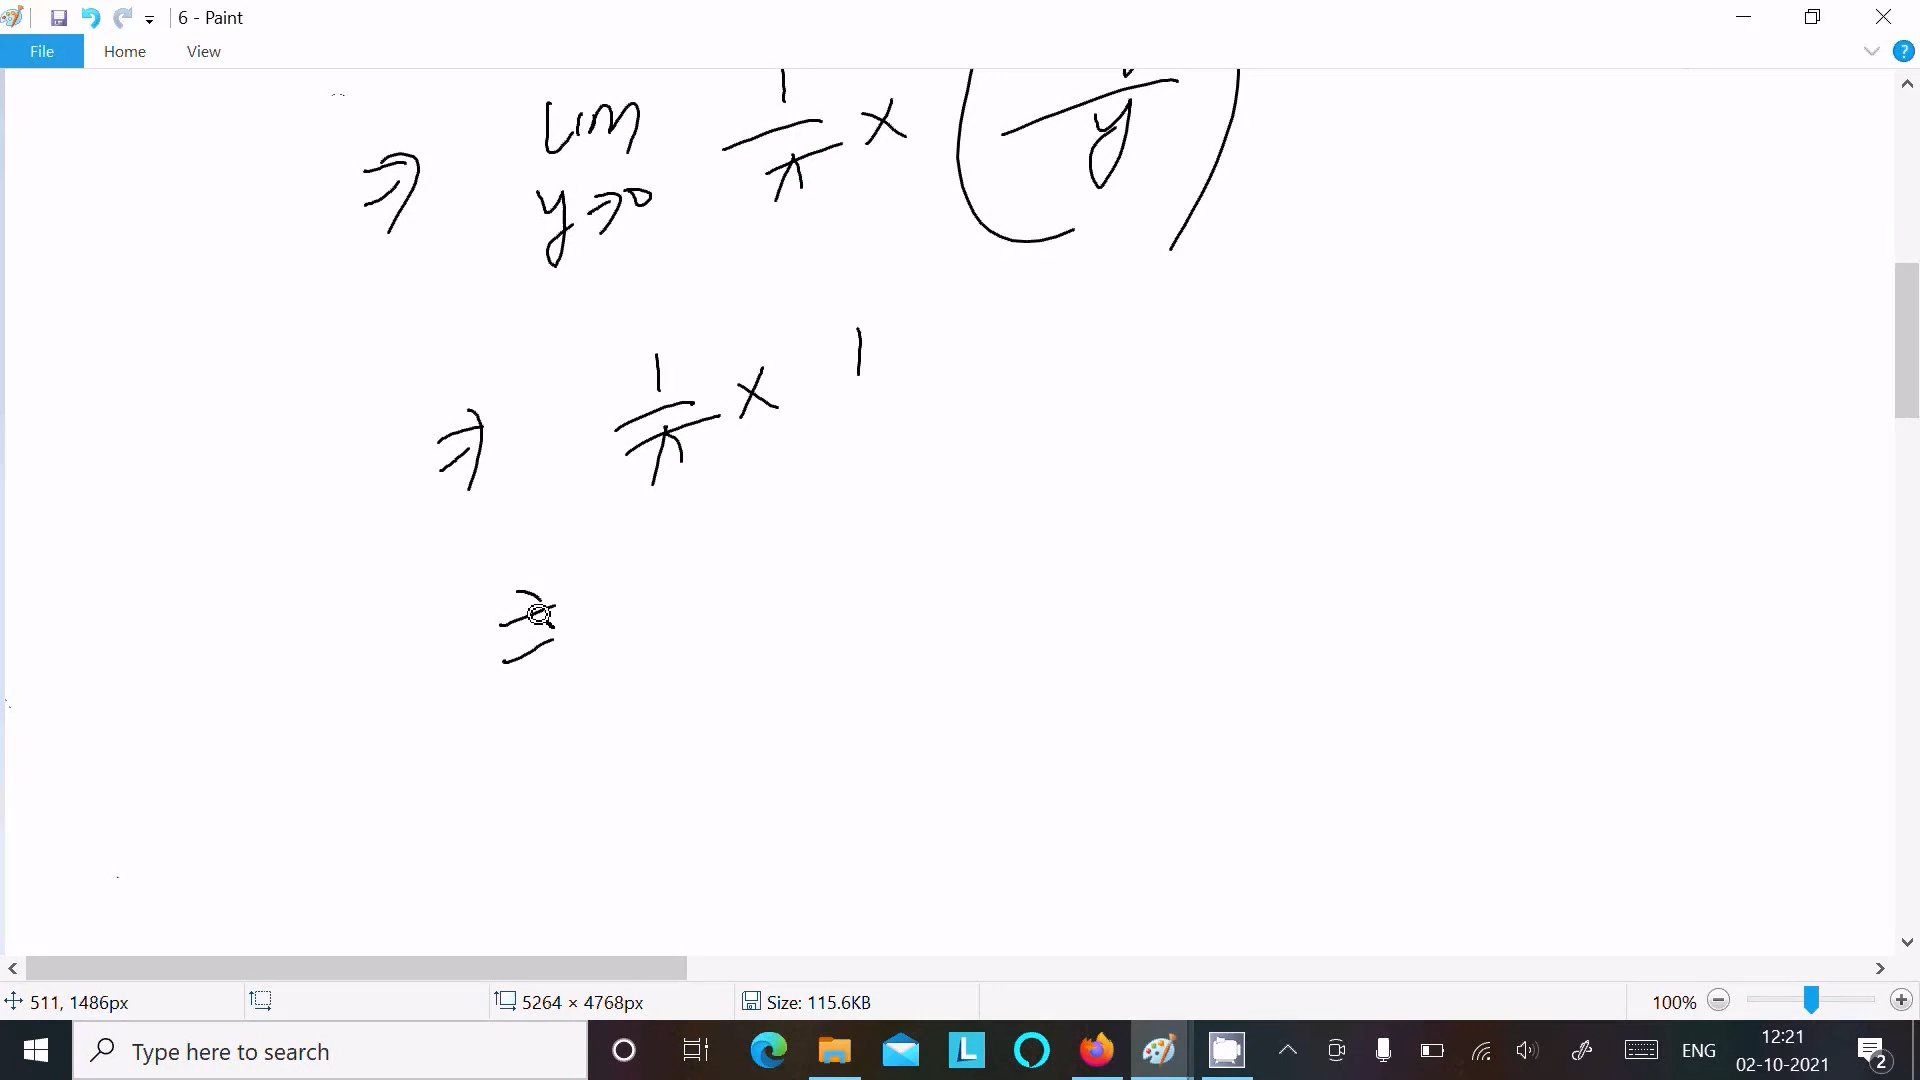 6 - Paint
File Home View
⇒ lim 1/π × ( /y)
y→0
⇒ 1/π × 1
511, 1486px 5264 × 4768px Size: 115.6KB 100%
Type here to search L ENG 12:21
02-10-2021 2